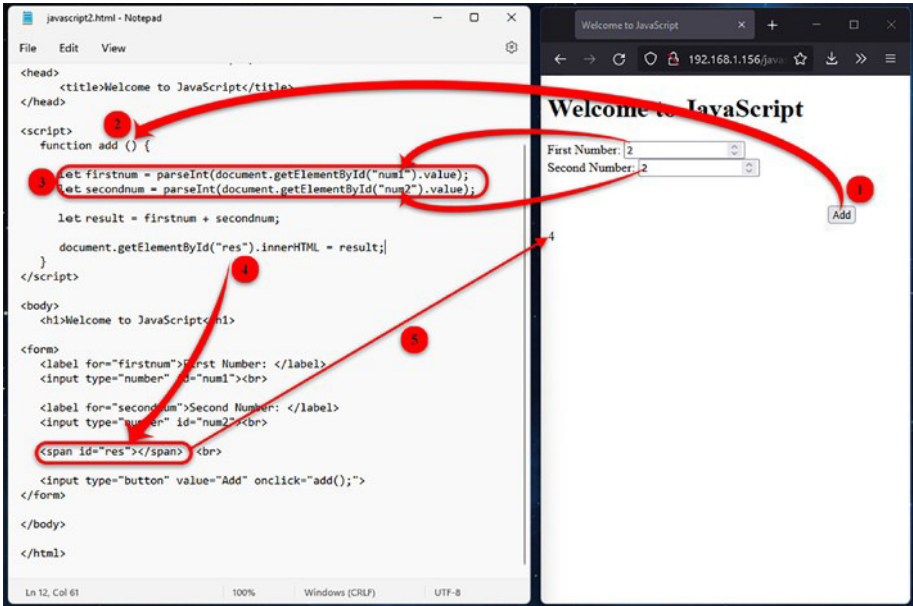 javascript2.html - Notepad
File Edit View
<head>
<title>Welcome to JavaScript</title>
</head>
<script>
function add () {
let firstnum = parseInt(document.getElementById("num1").value);
let secondnum = parseInt(document.getElementById("num2").value);
let result = firstnum + secondnum;
document.getElementById("res").innerHTML = result;
}
</script>
<body>
<h1>Welcome to JavaScript</h1>
<form>
<label for="firstnum">First Number: </label>
<input type="number" id="num1"><br>
<label for="secondnum">Second Number: </label>
<input type="number" id="num2"><br>
<span id="res"></span> <br>
<input type="button" value="Add" onclick="add();">
</form>
</body>
</html>
Ln 12, Col 61 100% Windows (CRLF) UTF-8
2
3
4
5
Welcome to JavaScript
192.168.1.156/java
Welcome to JavaScript
First Number: 2
Second Number: 2
1
Add
4